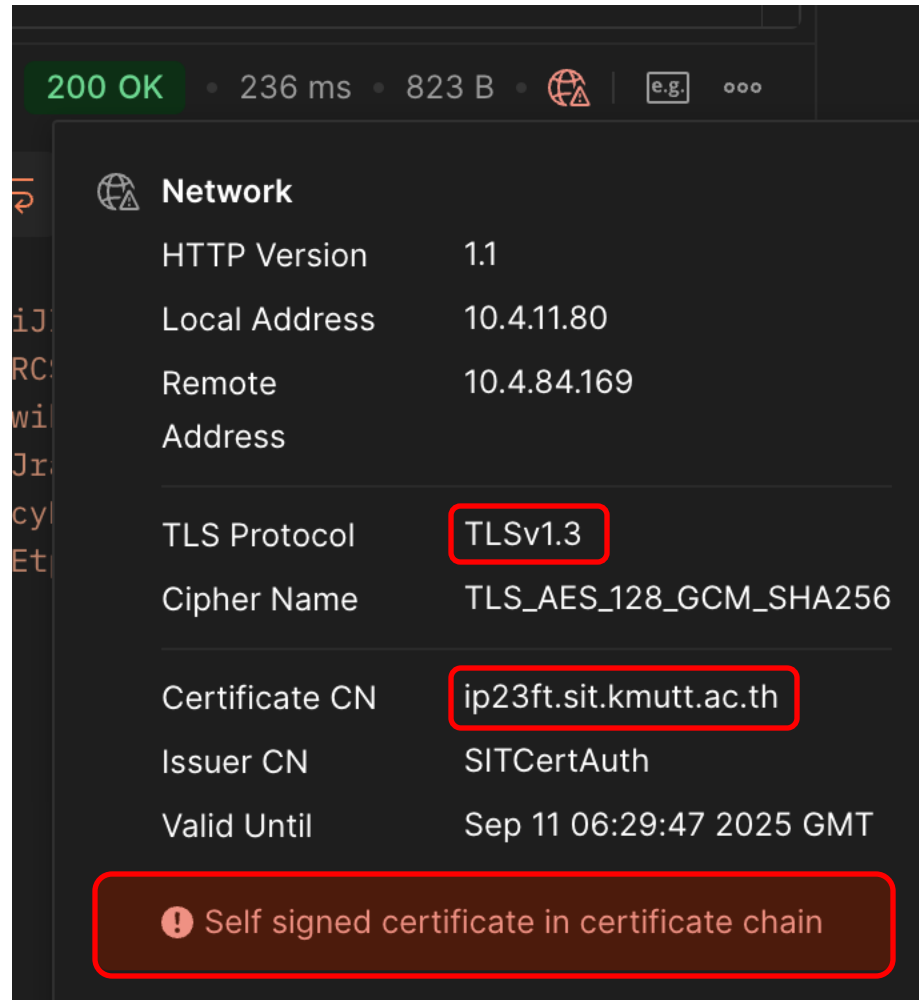 200 OK • 236 ms • 823 B • e.g.
Network
HTTP Version 1.1
Local Address 10.4.11.80
Remote Address 10.4.84.169
TLS Protocol TLSv1.3
Cipher Name TLS_AES_128_GCM_SHA256
Certificate CN ip23ft.sit.kmutt.ac.th
Issuer CN SITCertAuth
Valid Until Sep 11 06:29:47 2025 GMT
Self signed certificate in certificate chain